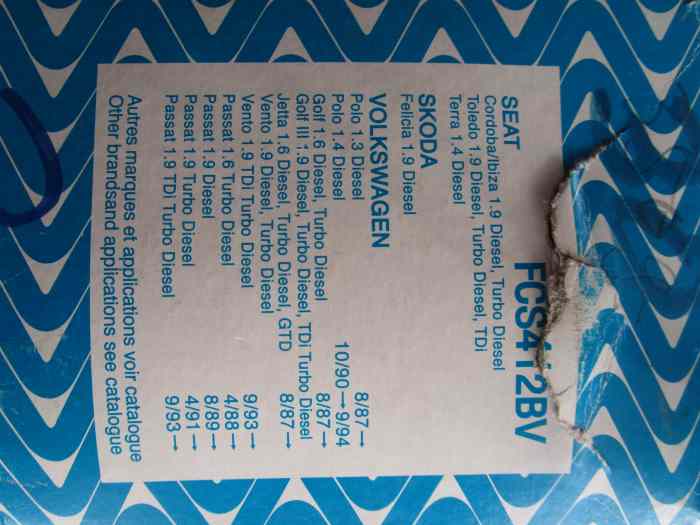 FCS412BV
SEAT
Cordoba/Ibiza 1.9 Diesel, Turbo Diesel
Toledo 1.9 Diesel, Turbo Diesel, TDi
Terra 1.4 Diesel
SKODA
Felicia 1.9 Diesel
VOLKSWAGEN
Polo 1.3 Diesel 8/87→
Polo 1.4 Diesel 10/90→ 9/94
Golf 1.6 Diesel, Turbo Diesel 8/87→
Golf III 1.9 Diesel, Turbo Diesel, TDI Turbo Diesel
Jetta 1.6 Diesel, Turbo Diesel, GTD 8/87→
Vento 1.9 Diesel, Turbo Diesel
Vento 1.9 TDI Turbo Diesel 9/93→
Passat 1.6 Turbo Diesel 4/88→
Passat 1.9 Diesel 8/89→
Passat 1.9 Turbo Diesel 4/91→
Passat 1.9 TDI Turbo Diesel 9/93→
Autres marques et applications voir catalogue
Other brandsand applications see catalogue